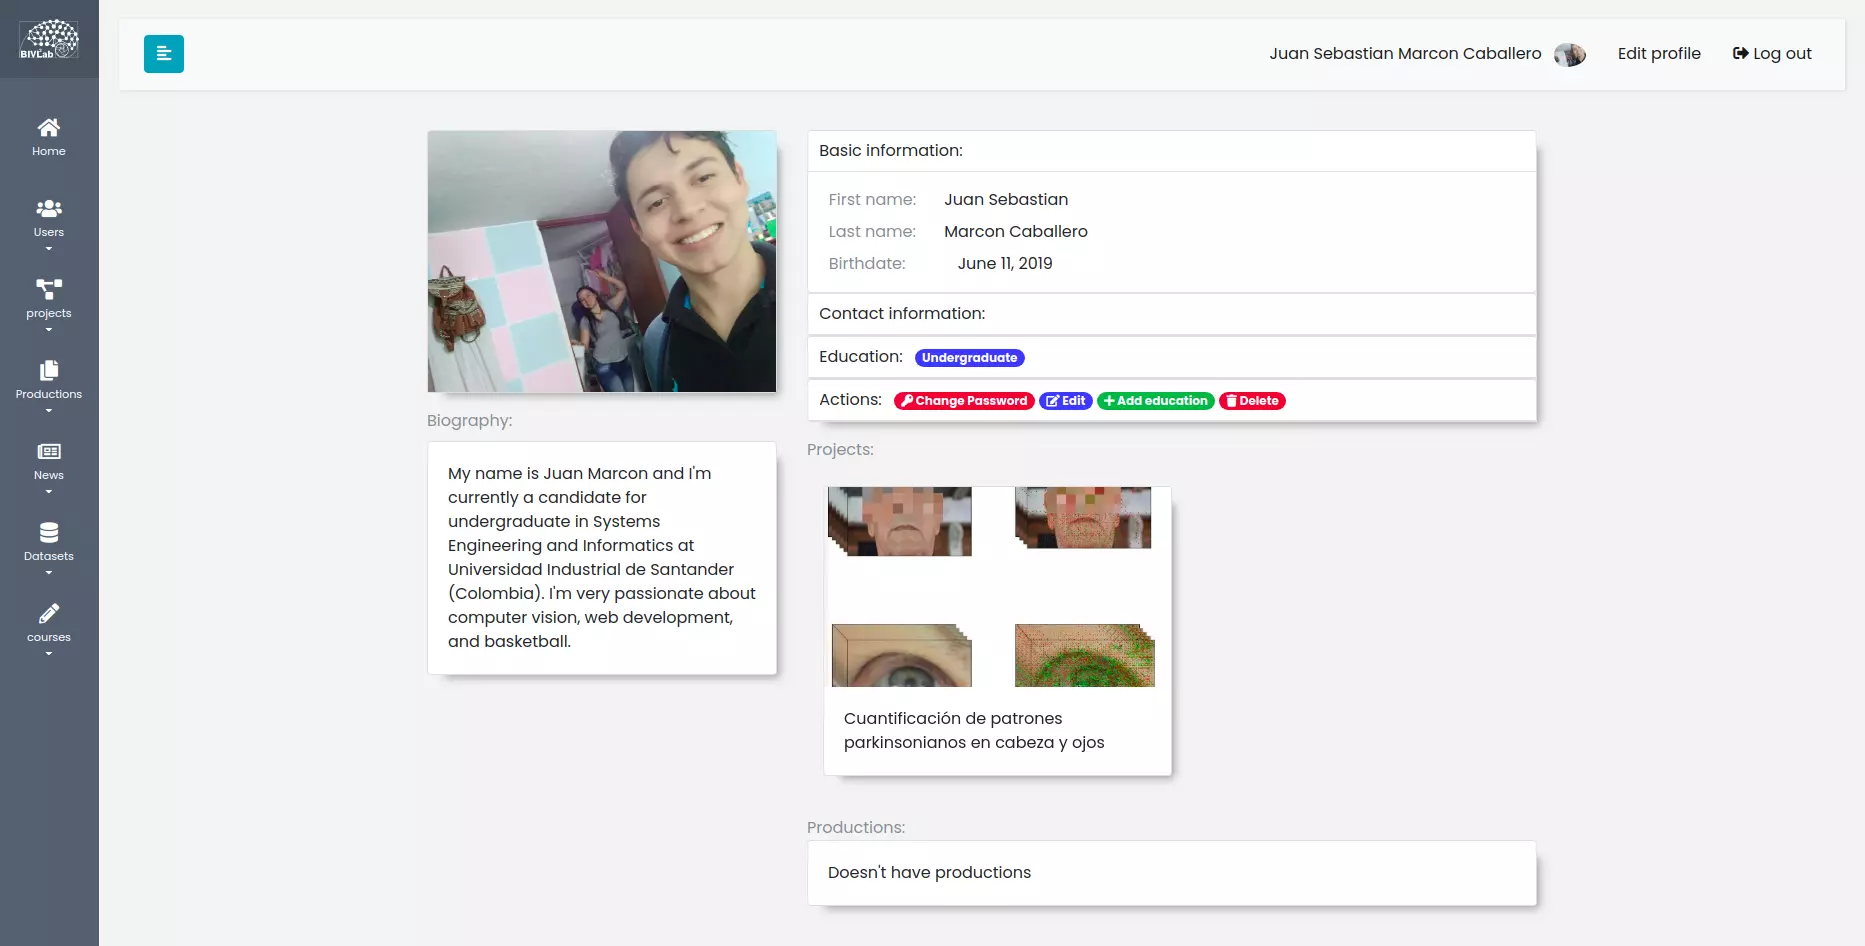 BIVLab
Juan Sebastian Marcon Caballero
Edit profile
Log out
Home
Users
projects
Productions
News
Datasets
courses
Biography:
My name is Juan Marcon and I'm
currently a candidate for
undergraduate in Systems
Engineering and Informatics at
Universidad Industrial de Santander
(Colombia). I'm very passionate about
computer vision, web development,
and basketball.
Basic information:
First name: Juan Sebastian
Last name: Marcon Caballero
Birthdate: June 11, 2019
Contact information:
Education: Undergraduate
Actions: Change Password Edit Add education Delete
Projects:
Cuantificación de patrones
parkinsonianos en cabeza y ojos
Productions:
Doesn't have productions